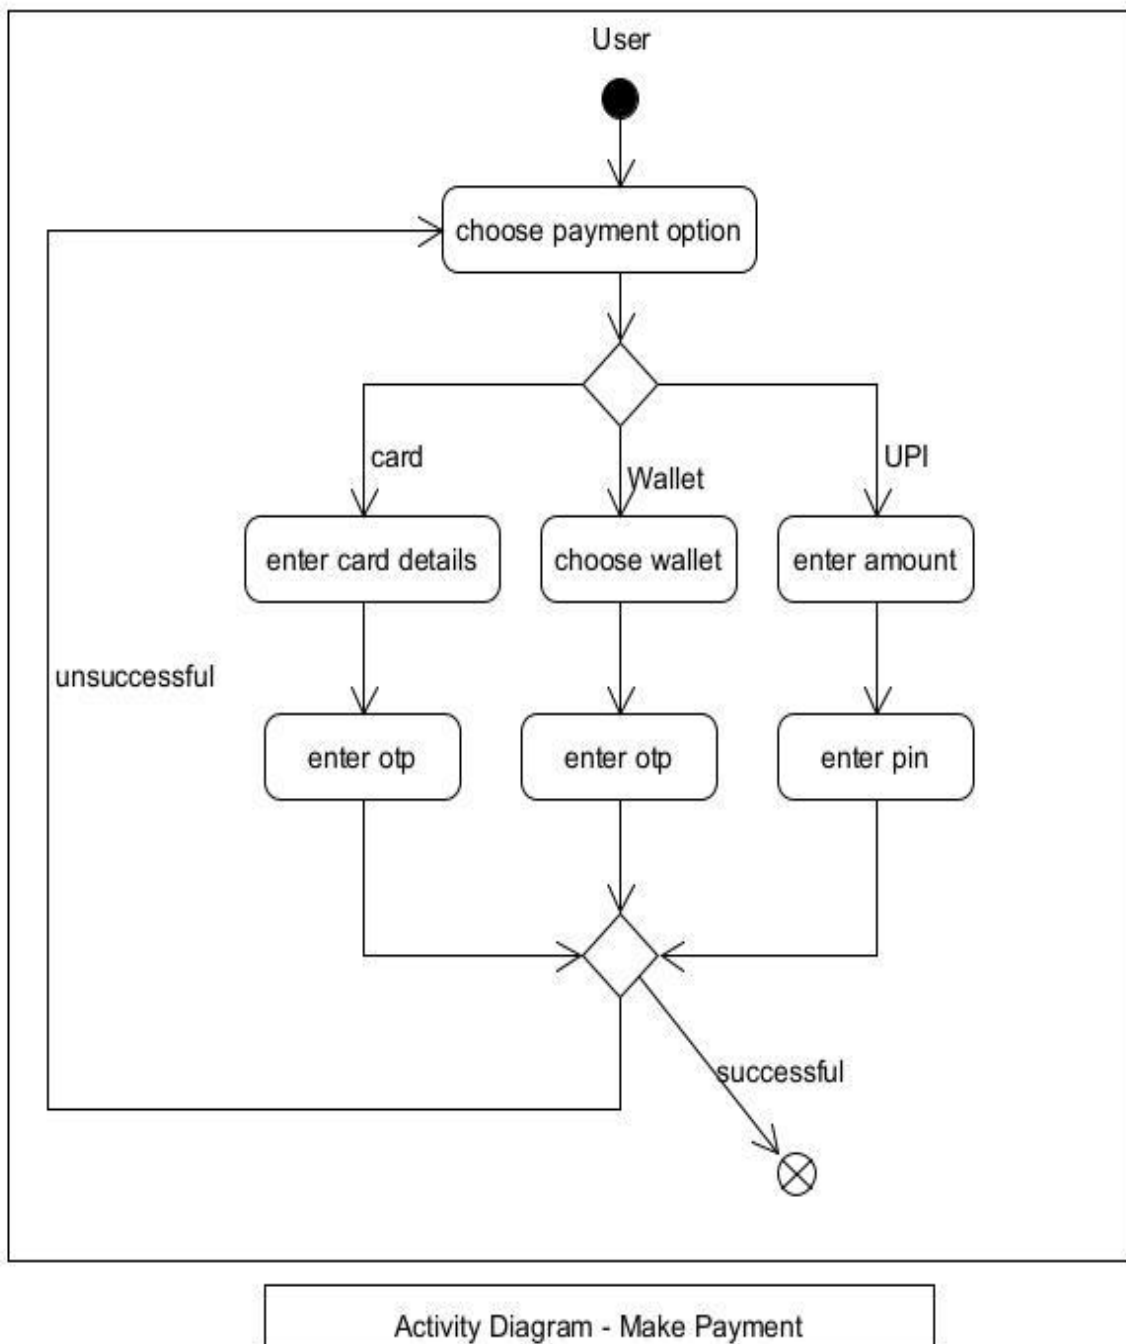 User
choose payment option
card
Wallet
UPI
enter card details
choose wallet
enter amount
unsuccessful
enter otp
enter otp
enter pin
successful
Activity Diagram - Make Payment